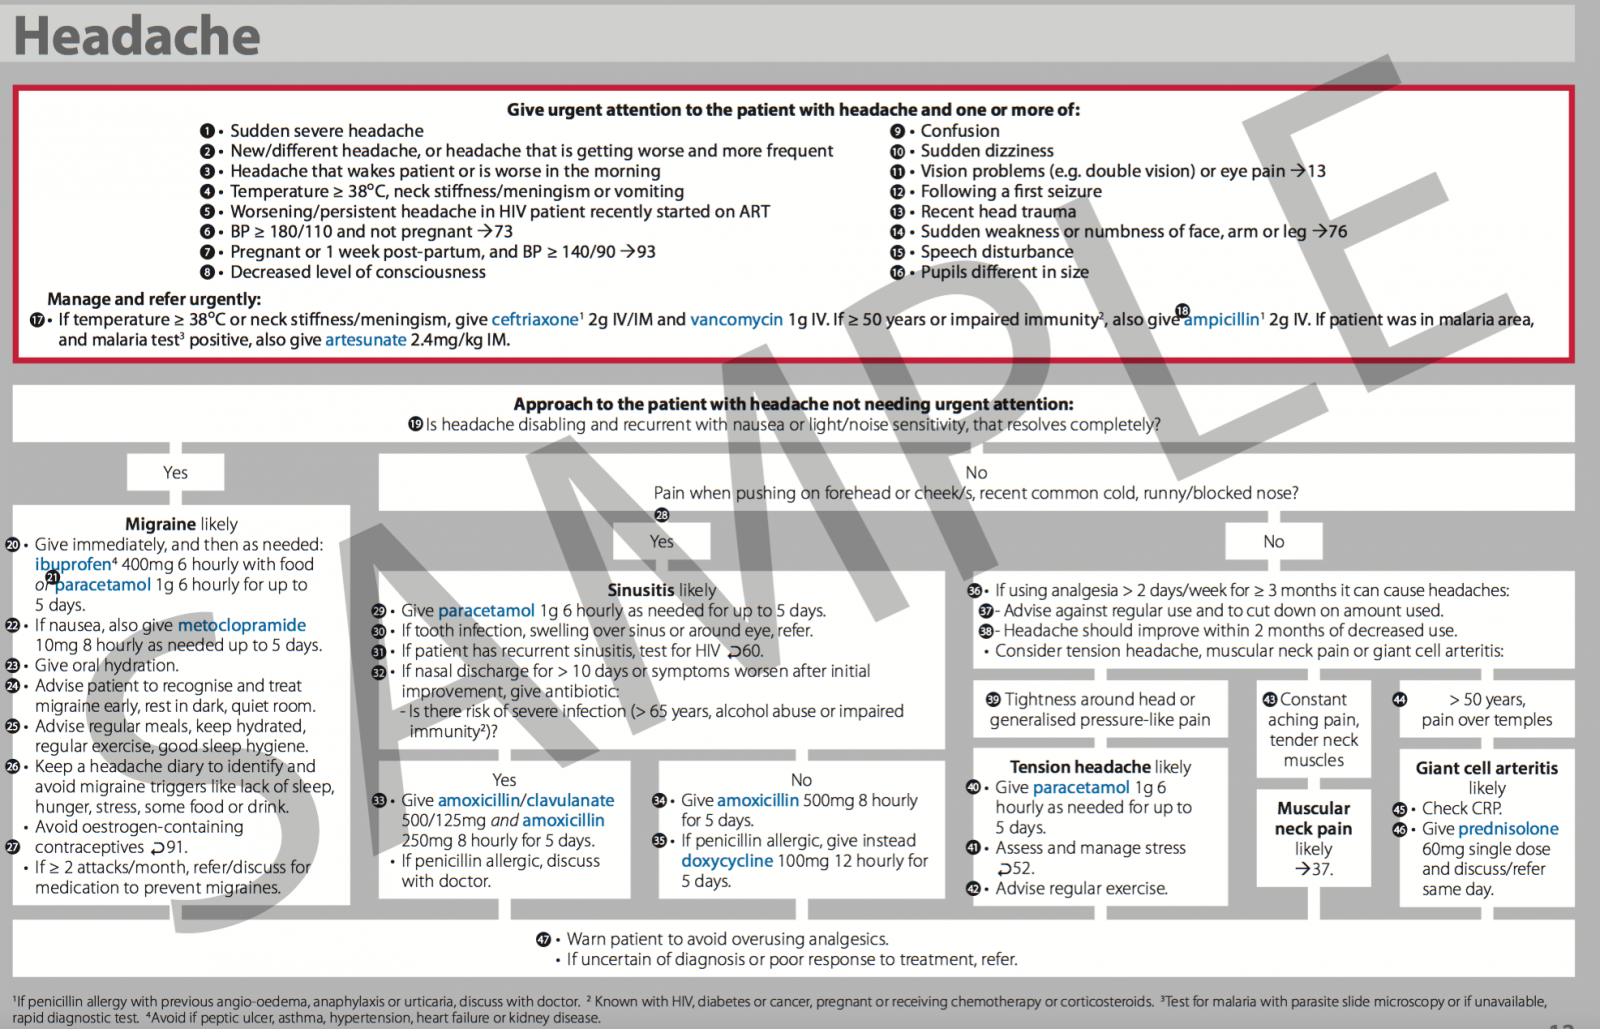 Headache
Give urgent attention to the patient with headache and one or more of:
1 • Sudden severe headache
2 • New/different headache, or headache that is getting worse and more frequent
3 • Headache that wakes patient or is worse in the morning
4 • Temperature ≥ 38°C, neck stiffness/meningism or vomiting
5 • Worsening/persistent headache in HIV patient recently started on ART
6 • BP ≥ 180/110 and not pregnant →73
7 • Pregnant or 1 week post-partum, and BP ≥ 140/90 →93
8 • Decreased level of consciousness
9 • Confusion
10 • Sudden dizziness
11 • Vision problems (e.g. double vision) or eye pain →13
12 • Following a first seizure
13 • Recent head trauma
14 • Sudden weakness or numbness of face, arm or leg →76
15 • Speech disturbance
16 • Pupils different in size
Manage and refer urgently:
17 • If temperature ≥ 38°C or neck stiffness/meningism, give ceftriaxone¹ 2g IV/IM and vancomycin 1g IV. If ≥ 50 years or impaired immunity², also give 18 ampicillin¹ 2g IV. If patient was in malaria area,
and malaria test³ positive, also give artesunate 2.4mg/kg IM.
Approach to the patient with headache not needing urgent attention:
19 Is headache disabling and recurrent with nausea or light/noise sensitivity, that resolves completely?
Yes
Migraine likely
20 • Give immediately, and then as needed:
ibuprofen⁴ 400mg 6 hourly with food
or 21 paracetamol 1g 6 hourly for up to
5 days.
22 • If nausea, also give metoclopramide
10mg 8 hourly as needed up to 5 days.
23 • Give oral hydration.
24 • Advise patient to recognise and treat
migraine early, rest in dark, quiet room.
25 • Advise regular meals, keep hydrated,
regular exercise, good sleep hygiene.
26 • Keep a headache diary to identify and
avoid migraine triggers like lack of sleep,
hunger, stress, some food or drink.
• Avoid oestrogen-containing
27 contraceptives ⊃91.
• If ≥ 2 attacks/month, refer/discuss for
medication to prevent migraines.
No
Pain when pushing on forehead or cheek/s, recent common cold, runny/blocked nose?
28
Yes
Sinusitis likely
29 • Give paracetamol 1g 6 hourly as needed for up to 5 days.
30 • If tooth infection, swelling over sinus or around eye, refer.
31 • If patient has recurrent sinusitis, test for HIV ⊃60.
32 • If nasal discharge for > 10 days or symptoms worsen after initial
improvement, give antibiotic:
- Is there risk of severe infection (> 65 years, alcohol abuse or impaired
immunity²)?
Yes
33 • Give amoxicillin/clavulanate
500/125mg and amoxicillin
250mg 8 hourly for 5 days.
• If penicillin allergic, discuss
with doctor.
No
34 • Give amoxicillin 500mg 8 hourly
for 5 days.
35 • If penicillin allergic, give instead
doxycycline 100mg 12 hourly for
5 days.
No
36 • If using analgesia > 2 days/week for ≥ 3 months it can cause headaches:
37 - Advise against regular use and to cut down on amount used.
38 - Headache should improve within 2 months of decreased use.
• Consider tension headache, muscular neck pain or giant cell arteritis:
39 Tightness around head or
generalised pressure-like pain
Tension headache likely
40 • Give paracetamol 1g 6
hourly as needed for up to
5 days.
41 • Assess and manage stress
⊃52.
42 • Advise regular exercise.
43 Constant
aching pain,
tender neck
muscles
Muscular
neck pain
likely
→37.
44 > 50 years,
pain over temples
Giant cell arteritis
likely
45 • Check CRP.
46 • Give prednisolone
60mg single dose
and discuss/refer
same day.
47 • Warn patient to avoid overusing analgesics.
• If uncertain of diagnosis or poor response to treatment, refer.
¹If penicillin allergy with previous angio-oedema, anaphylaxis or urticaria, discuss with doctor. ² Known with HIV, diabetes or cancer, pregnant or receiving chemotherapy or corticosteroids. ³Test for malaria with parasite slide microscopy or if unavailable,
rapid diagnostic test. ⁴Avoid if peptic ulcer, asthma, hypertension, heart failure or kidney disease.
SAMPLE